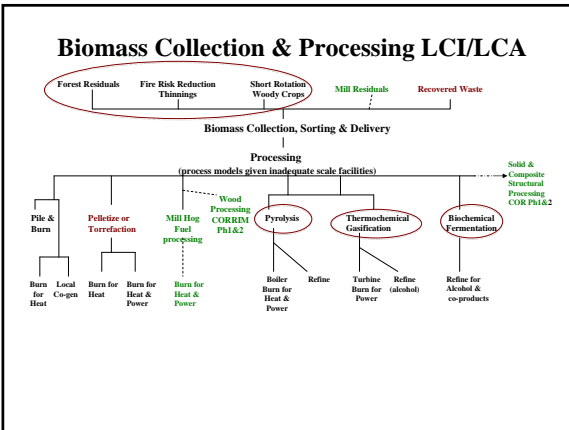 Biomass Collection & Processing LCI/LCA
Forest Residuals
Fire Risk Reduction
Thinnings
Short Rotation
Woody Crops
Mill Residuals
Recovered Waste
Biomass Collection, Sorting & Delivery
Processing
(process models given inadequate scale facilities)
Solid &
Composite
Structural
Processing
COR Ph1&2
Pile &
Burn
Pelletize or
Torrefaction
Mill Hog
Fuel
processing
Wood
Processing
CORRIM
Ph1&2
Pyrolysis
Thermochemical
Gasification
Biochemical
Fermentation
Burn
for
Heat
Local
Co-gen
Burn for
Heat
Burn for
Heat &
Power
Burn for
Heat &
Power
Boiler
Burn for
Heat &
Power
Refine
Turbine
Burn for
Power
Refine
(alcohol)
Refine for
Alcohol &
co-products